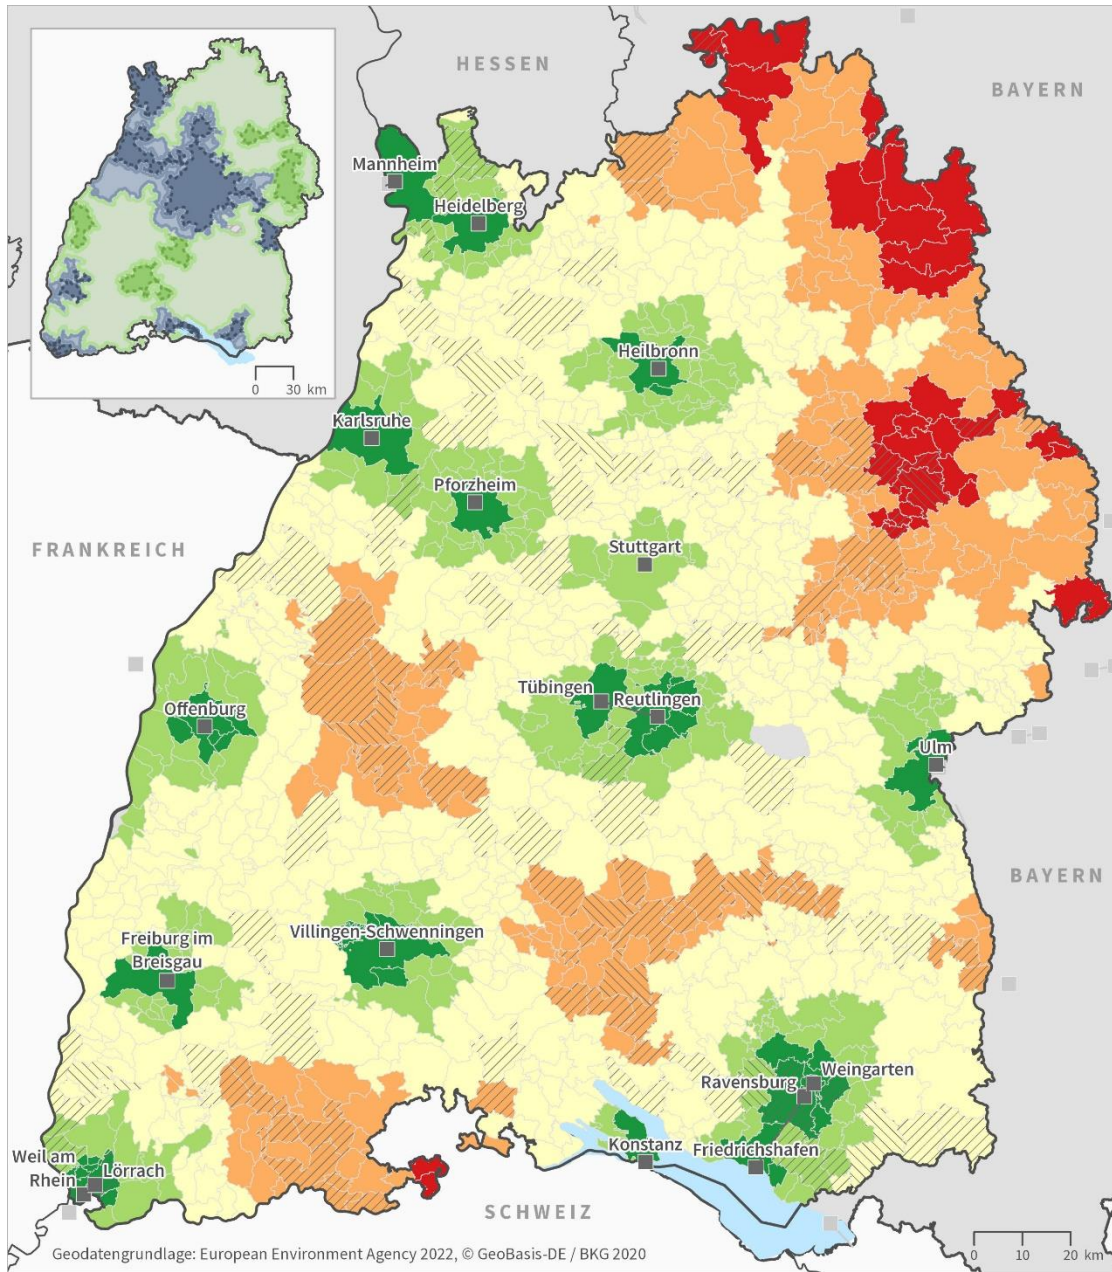 HESSEN
BAYERN
Mannheim
Heidelberg
0 30 km
Heilbronn
Karlsruhe
Pforzheim
FRANKREICH
Stuttgart
Tübingen
Reutlingen
Offenburg
Ulm
BAYERN
Villingen-Schwenningen
Freiburg im
Breisgau
Weingarten
Ravensburg
Konstanz
Friedrichshafen
Weil am
Rhein
Lörrach
SCHWEIZ
Geodatengrundlage: European Environment Agency 2022, © GeoBasis-DE / BKG 2020
0 10 20 km